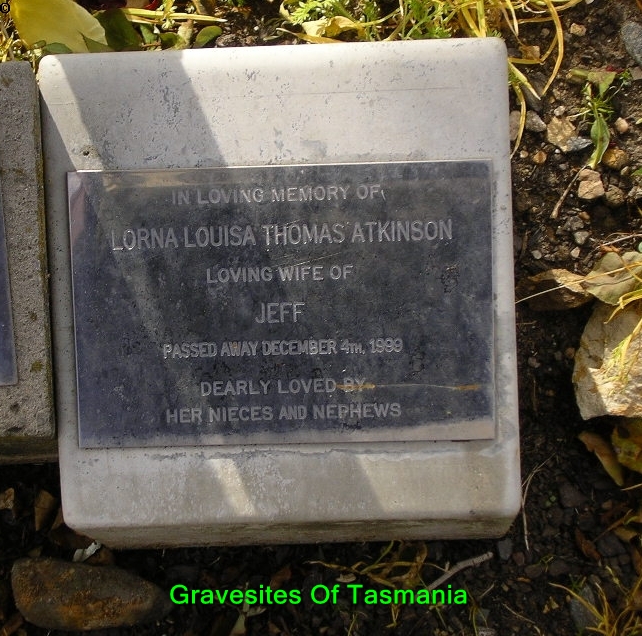 IN LOVING MEMORY OF
LORNA LOUISA THOMAS ATKINSON
LOVING WIFE OF
JEFF
PASSED AWAY DECEMBER 4TH, 1999
DEARLY LOVED BY
HER NIECES AND NEPHEWS
Gravesites Of Tasmania